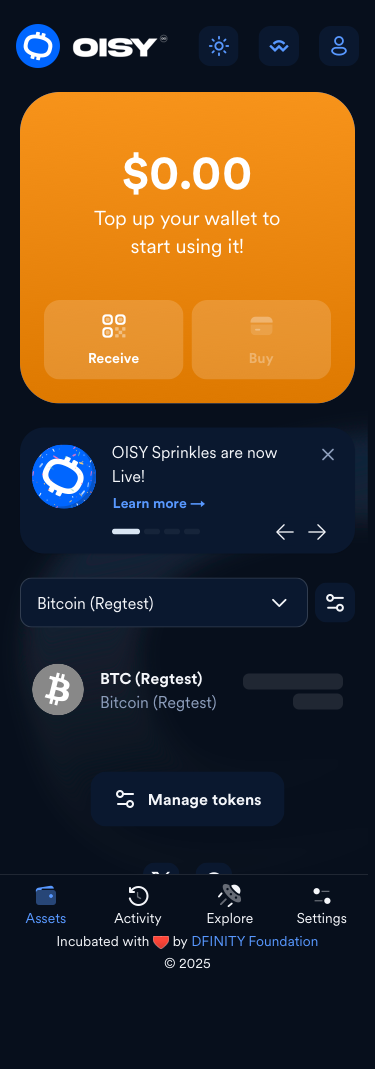 OISY
$0.00
Top up your wallet to
start using it!
Receive
Buy
OISY Sprinkles are now
Live!
Learn more →
Bitcoin (Regtest)
BTC (Regtest)
Bitcoin (Regtest)
Manage tokens
Assets
Activity
Explore
Settings
Incubated with ❤️ by DFINITY Foundation
© 2025